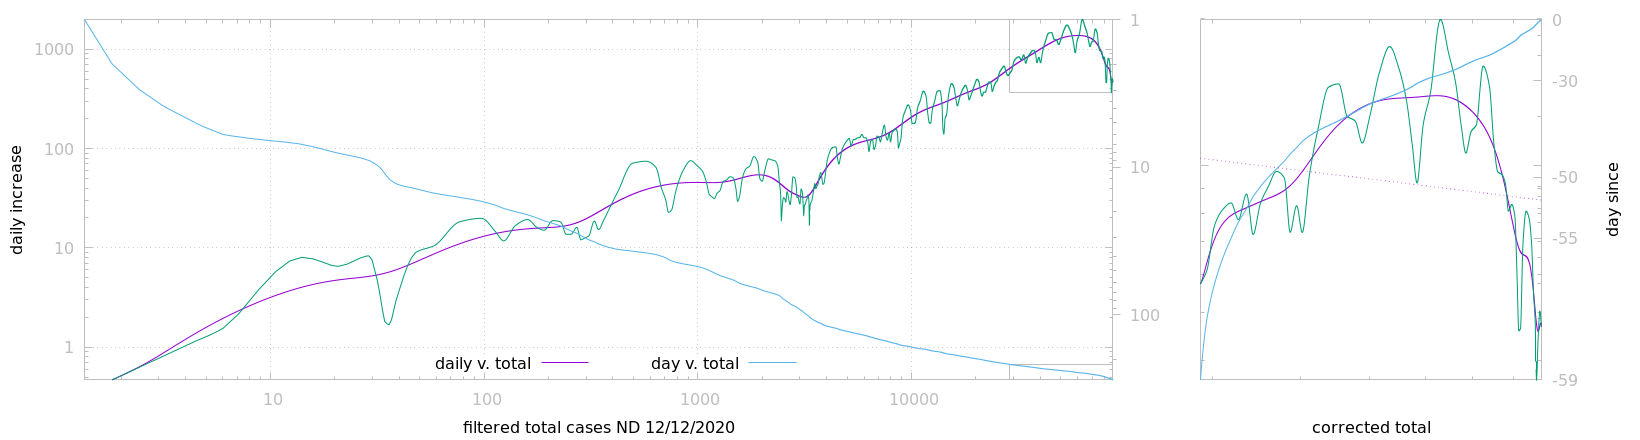 1000
100
10
1
daily increase
10
100
1000
10000
filtered total cases ND 12/12/2020
daily v. total
day v. total
1
10
100
corrected total
0
-30
-50
-55
-59
day since